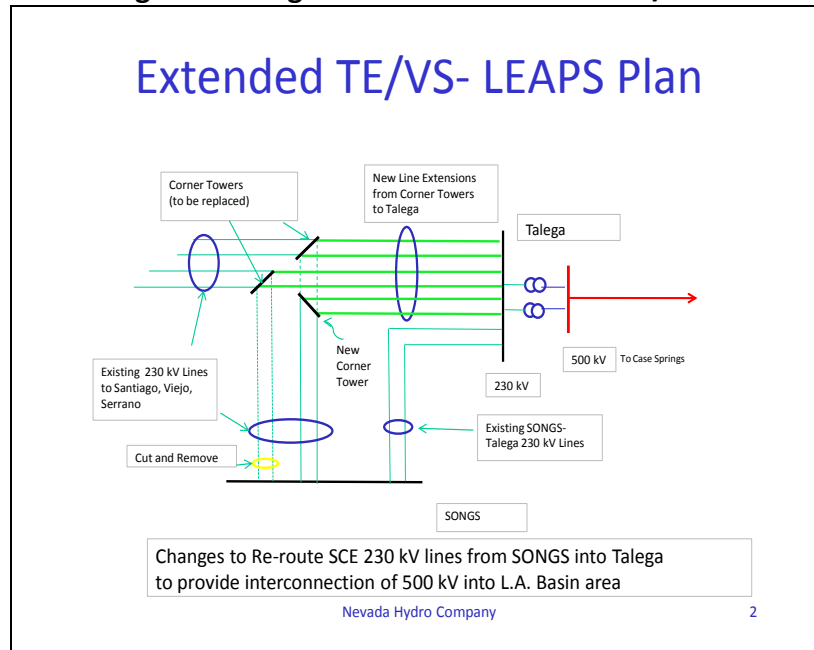 Extended TE/VS- LEAPS Plan
Corner Towers
(to be replaced)
New Line Extensions
from Corner Towers
to Talega
Talega
Existing 230 kV Lines
to Santiago, Viejo,
Serrano
New
Corner
Tower
500 kV
To Case Springs
230 kV
Existing SONGS-
Talega 230 kV Lines
Cut and Remove
SONGS
Changes to Re-route SCE 230 kV lines from SONGS into Talega
to provide interconnection of 500 kV into L.A. Basin area
Nevada Hydro Company
2